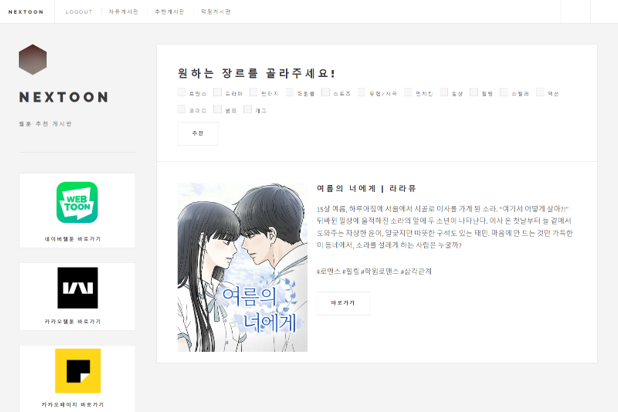 NEXTOON LOGOUT 자유게시판 추천게시판 픽점지시판
NEXTOON
웹툰 추천 게시판
WEB
TOON
네이버웹툰 바로가기
카카오웹툰 바로가기
카카오페이지 바로가기
원하는 장르를 골라주세요!
로맨스 드라마 판타지 학원물 스포츠 무협/사극 먼치킨 일상 힐링 스릴러 액션
코미디 개그
추천
여름의 너에게 | 라라뮤
15살 여름, 하루아침에 서울에서 시골로 이사를 가게 된 소라. "여기서 어떻게 살아?!"
뒤바뀐 일상에 울적해진 소라의 앞에 두 소년이 나타난다. 이사 온 첫날부터 늘 곁에서
도와주는 자상한 윤이, 얄궂지만 따뜻한 구석도 있는 태민. 마음에 안 드는 것만 가득한
이 동네에서, 소라를 설레게 하는 사람은 누굴까?
#로맨스 #힐링 #학원로맨스 #삼각관계
바로가기
여름의
너에게